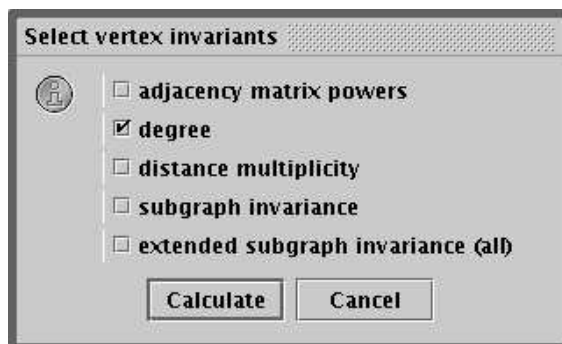 Select vertex invariants
adjacency matrix powers
degree
distance multiplicity
subgraph invariance
extended subgraph invariance (all)
Calculate Cancel